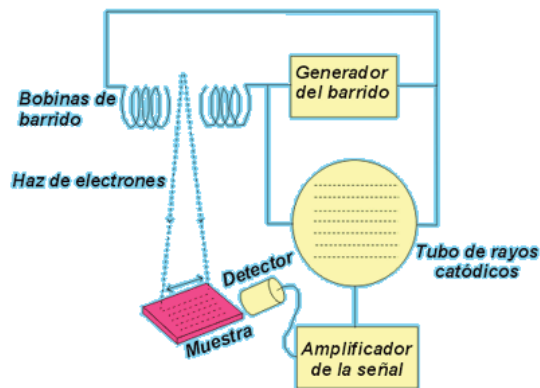 Generador
del barrido
Bobinas de
barrido
Haz de electrones
Detector
Tubo de rayos
catódicos
Muestra
Amplificador
de la señal